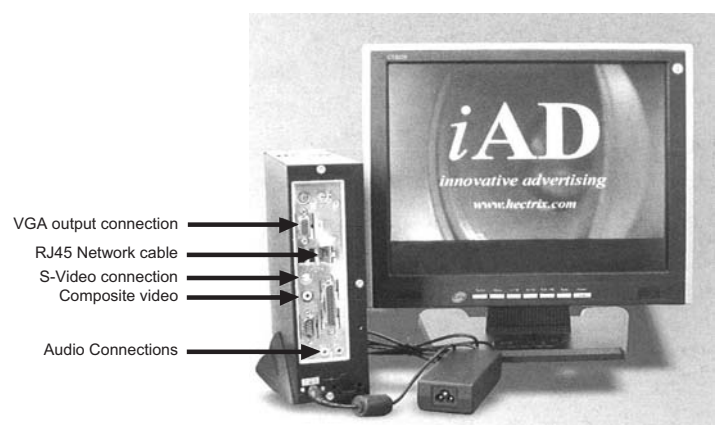 iAD
innovative advertising
www.hectrix.com
VGA output connection
RJ45 Network cable
S-Video connection
Composite video
Audio Connections